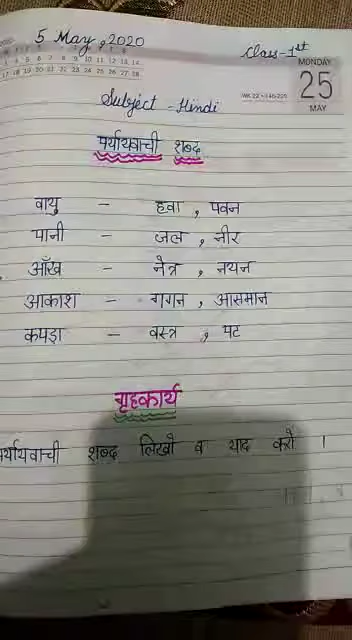 5 May, 2020
Class-1st
MONDAY
25
MAY
Subject - Hindi
पर्यायवाची शब्द
वायु - हवा , पवन
पानी - जल , नीर
आँख - नेत्र , नयन
आकाश - गगन , आसमान
कपड़ा - वस्त्र , पट
गृहकार्य
पर्यायवाची शब्द लिखो व याद करो ।